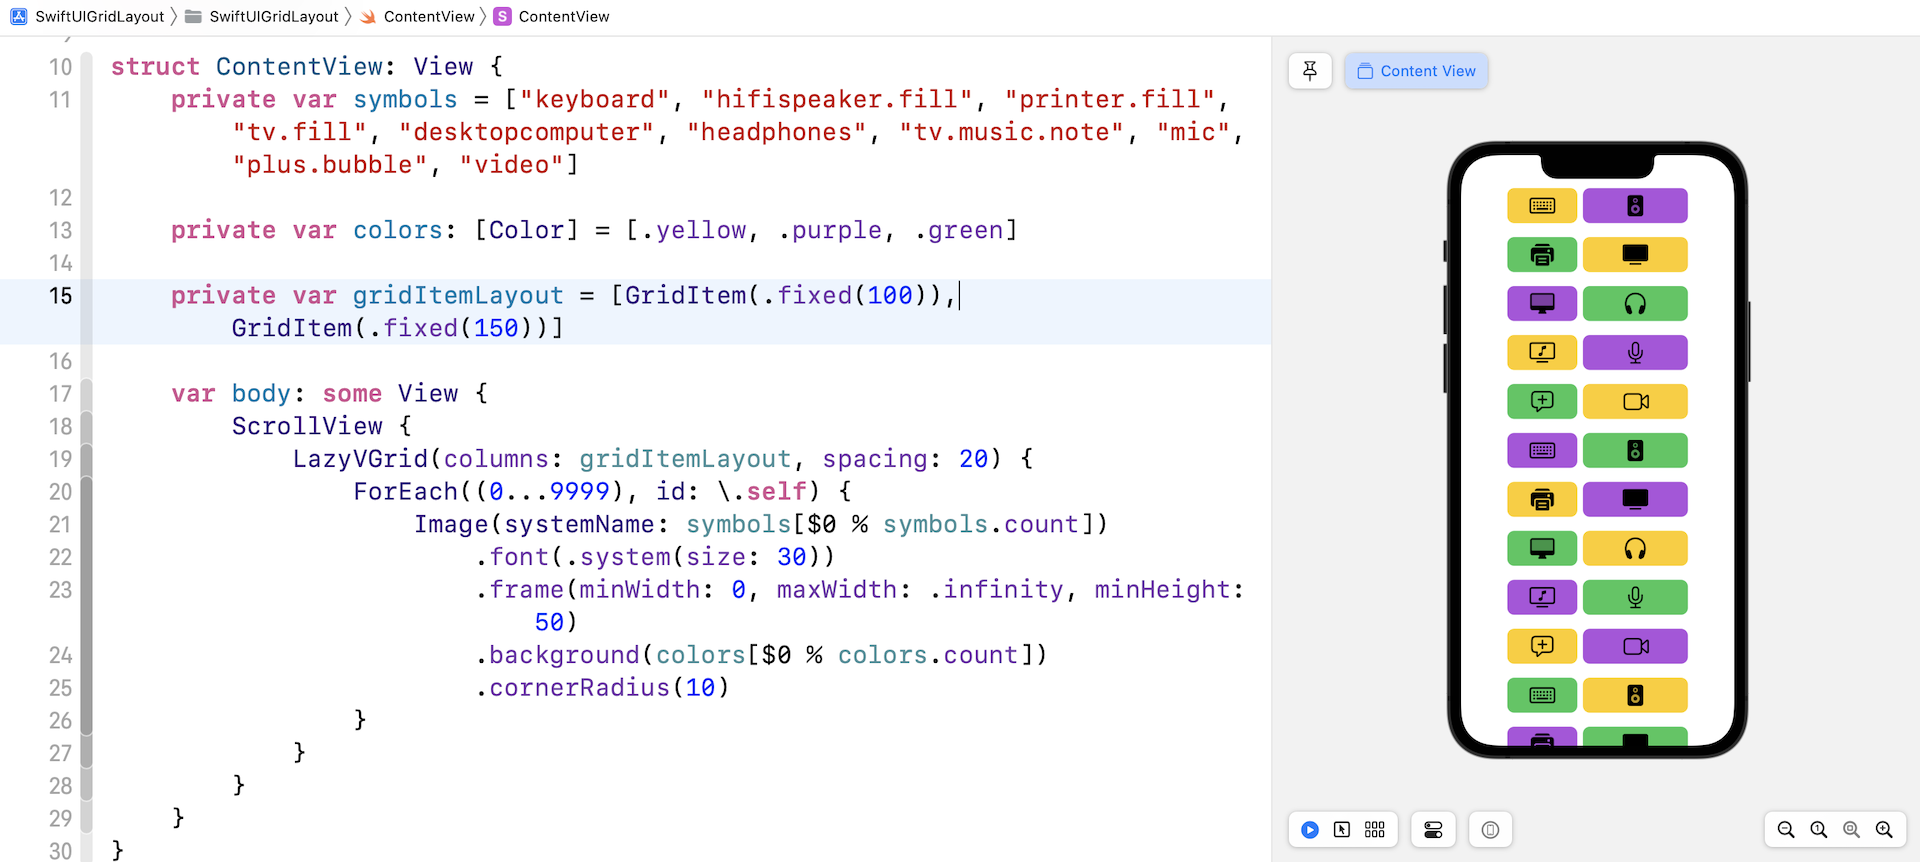 SwiftUIGridLayout SwiftUIGridLayout ContentView S ContentView
10 struct ContentView: View {
11 private var symbols = ["keyboard", "hifispeaker.fill", "printer.fill",
"tv.fill", "desktopcomputer", "headphones", "tv.music.note", "mic",
"plus.bubble", "video"]
12
13 private var colors: [Color] = [.yellow, .purple, .green]
14
15 private var gridItemLayout = [GridItem(.fixed(100)),
GridItem(.fixed(150))]
16
17 var body: some View {
18 ScrollView {
19 LazyVGrid(columns: gridItemLayout, spacing: 20) {
20 ForEach((0...9999), id: \.self) {
21 Image(systemName: symbols[$0 % symbols.count])
22 .font(.system(size: 30))
23 .frame(minWidth: 0, maxWidth: .infinity, minHeight:
50)
24 .background(colors[$0 % colors.count])
25 .cornerRadius(10)
26 }
27 }
28 }
29 }
30 }
Content View